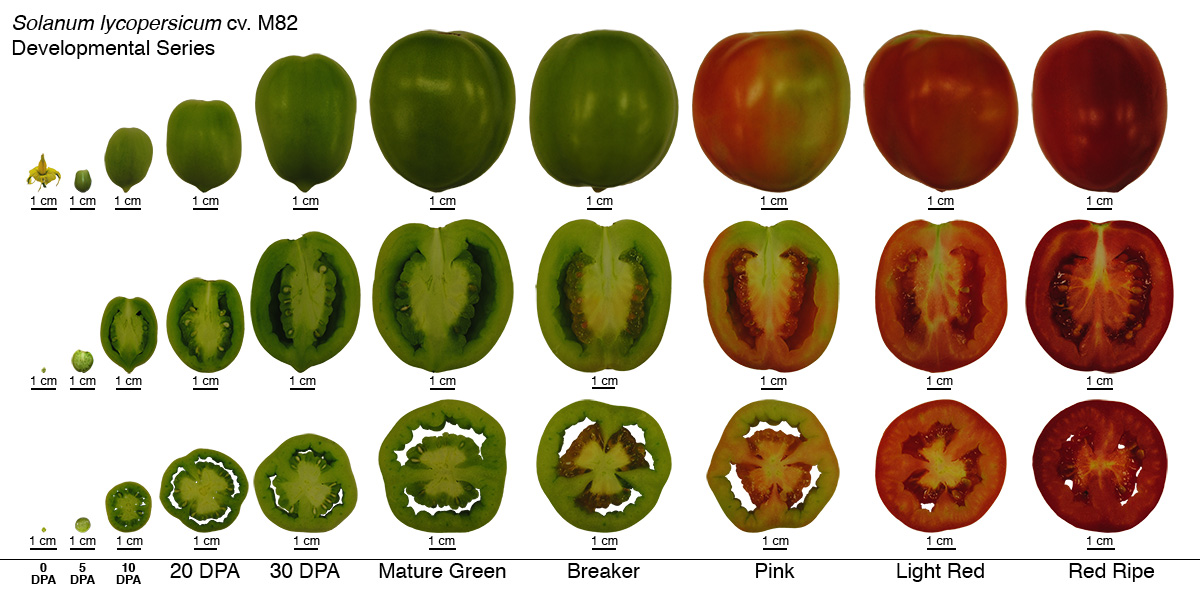 Solanum lycopersicum cv. M82
Developmental Series
1 cm 1 cm 1 cm 1 cm 1 cm 1 cm 1 cm 1 cm 1 cm 1 cm
1 cm 1 cm 1 cm 1 cm 1 cm 1 cm 1 cm 1 cm 1 cm 1 cm
1 cm 1 cm 1 cm 1 cm 1 cm 1 cm 1 cm 1 cm 1 cm 1 cm
0 DPA
5 DPA
10 DPA
20 DPA
30 DPA
Mature Green
Breaker
Pink
Light Red
Red Ripe